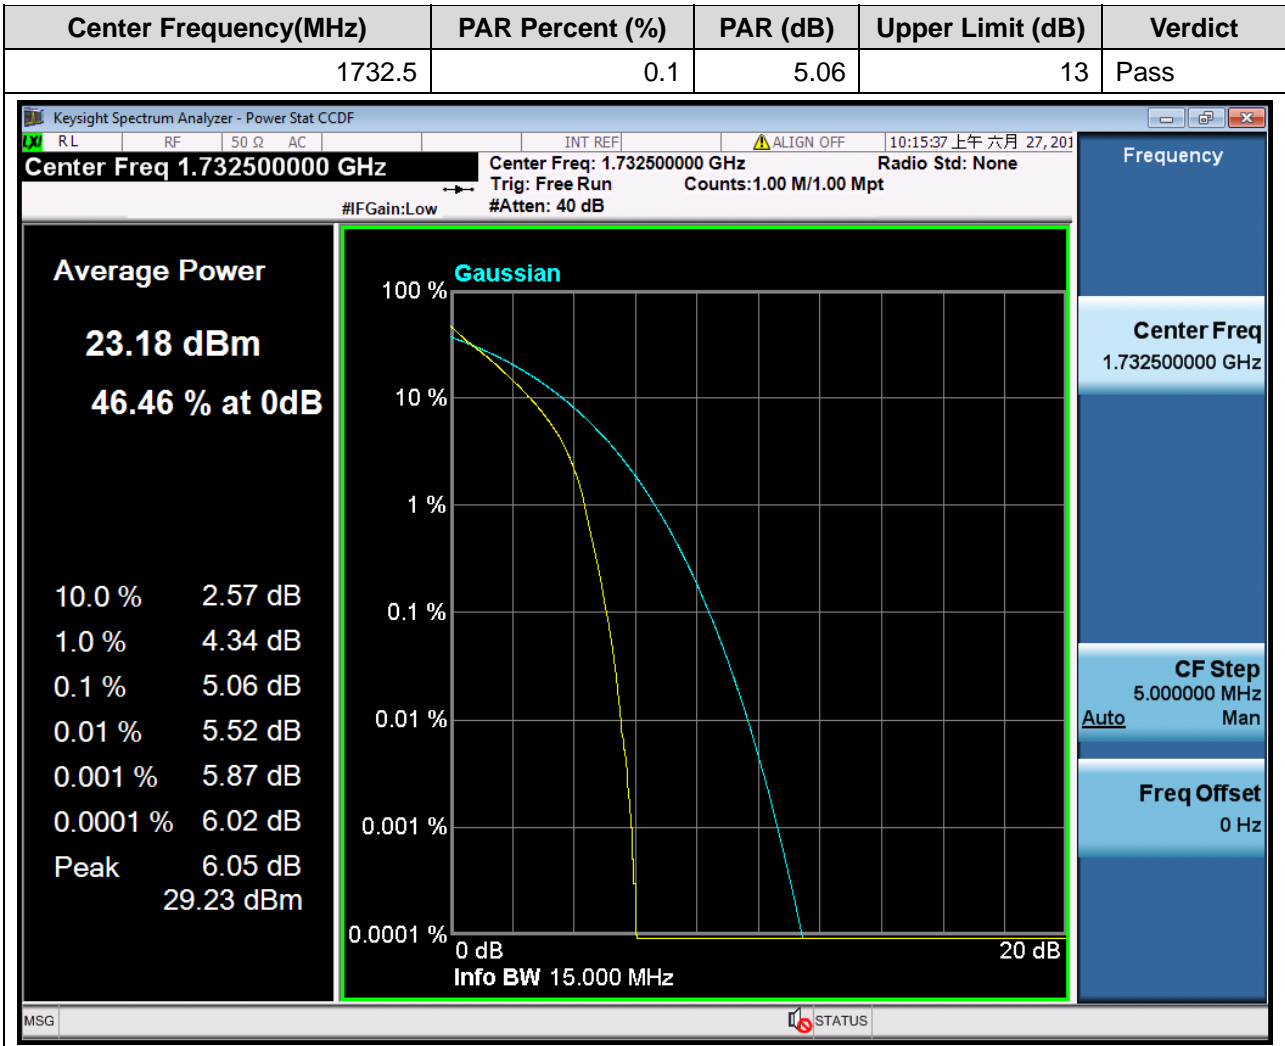 Center Frequency(MHz) PAR Percent (%) PAR (dB) Upper Limit (dB) Verdict
1732.5 0.1 5.06 13 Pass
Keysight Spectrum Analyzer - Power Stat CCDF
LXI RL RF 50 Ω AC INT REF ALIGN OFF 10:15:37 上午 六月 27, 201
Center Freq 1.732500000 GHz
Center Freq: 1.732500000 GHz Radio Std: None
Trig: Free Run Counts:1.00 M/1.00 Mpt
#IFGain:Low #Atten: 40 dB
Frequency
Average Power
23.18 dBm
46.46 % at 0dB
10.0 % 2.57 dB
1.0 % 4.34 dB
0.1 % 5.06 dB
0.01 % 5.52 dB
0.001 % 5.87 dB
0.0001 % 6.02 dB
Peak 6.05 dB
29.23 dBm
Gaussian
100 %
10 %
1 %
0.1 %
0.01 %
0.001 %
0.0001 %
0 dB 20 dB
Info BW 15.000 MHz
Center Freq
1.732500000 GHz
CF Step
5.000000 MHz
Auto Man
Freq Offset
0 Hz
MSG STATUS